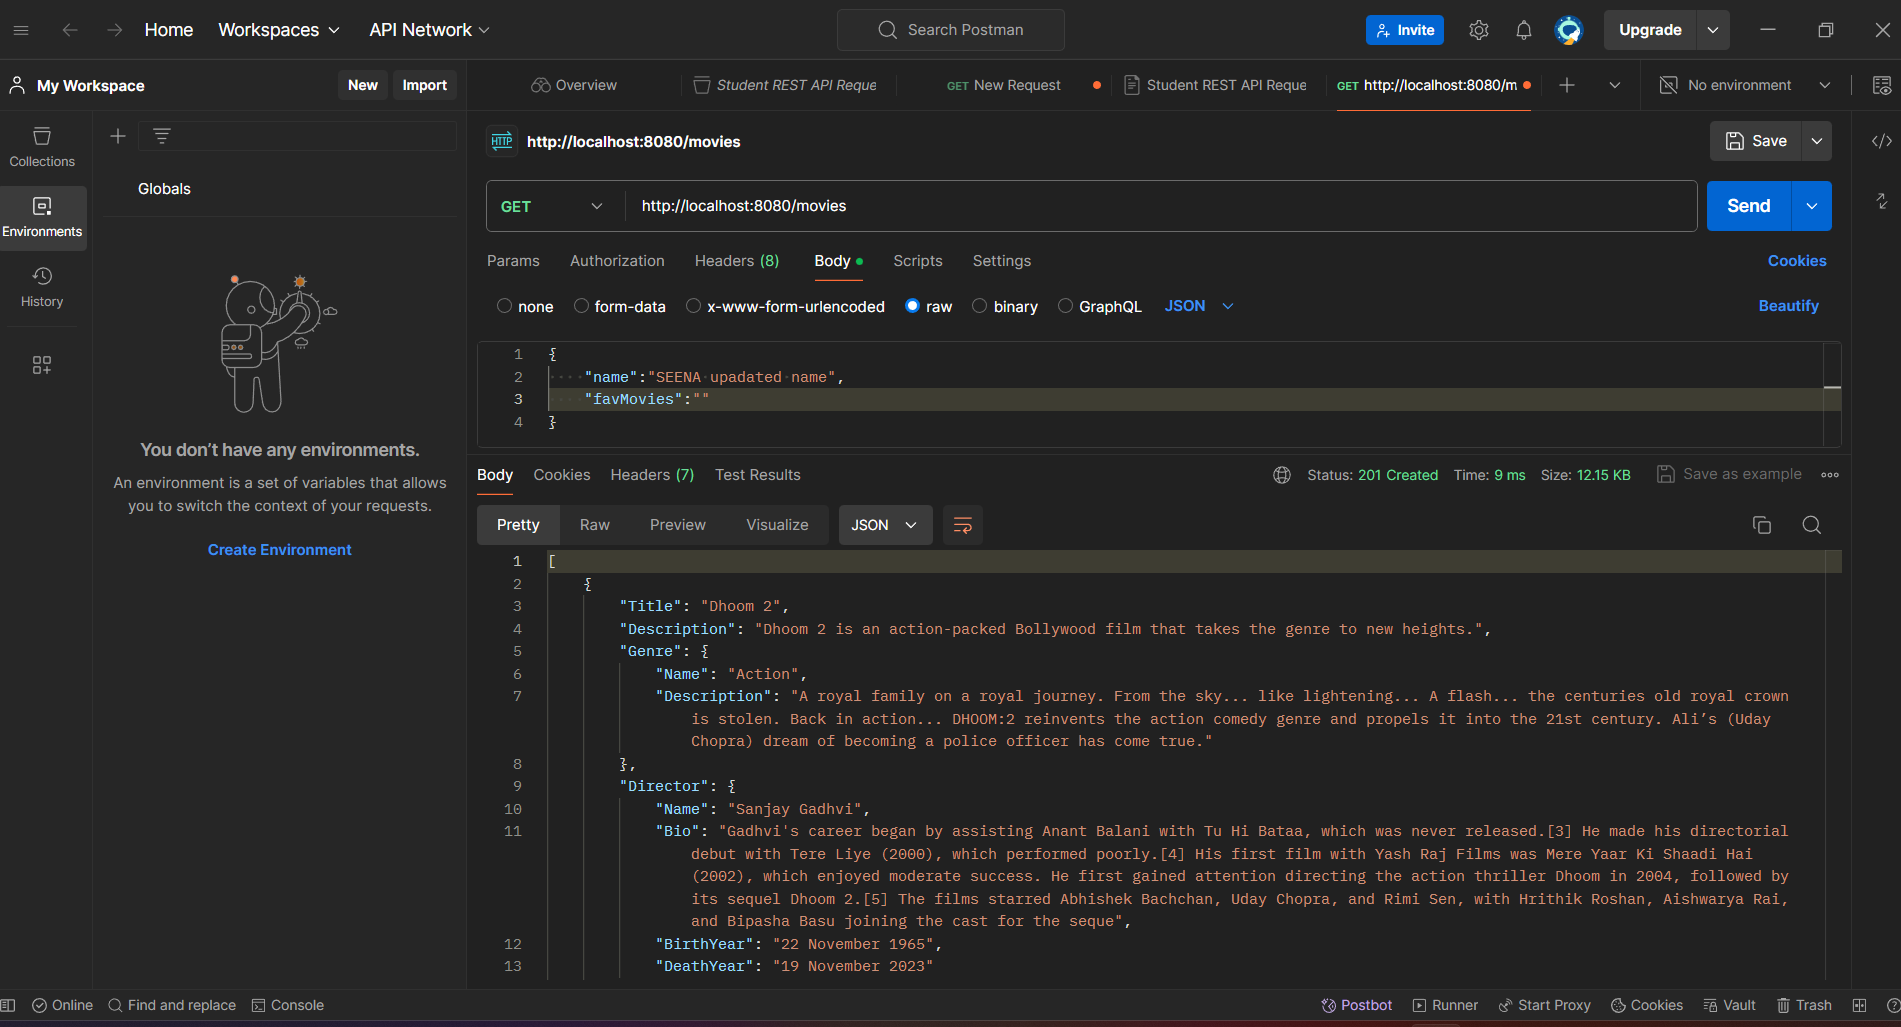 Home
Workspaces
API Network
Search Postman
Invite
Upgrade
My Workspace
New
Import
Overview
Student REST API Reque
GET New Request
Student REST API Reque
GET http://localhost:8080/m
No environment
Collections
Environments
History
Globals
You don’t have any environments.
An environment is a set of variables that allows
you to switch the context of your requests.
Create Environment
HTTP
http://localhost:8080/movies
Save
GET
http://localhost:8080/movies
Send
Params
Authorization
Headers (8)
Body
Scripts
Settings
Cookies
none
form-data
x-www-form-urlencoded
raw
binary
GraphQL
JSON
Beautify
1 {
2 "name":"SEENA upadated name",
3 "favMovies":""
4 }
Body
Cookies
Headers (7)
Test Results
Status: 201 Created
Time: 9 ms
Size: 12.15 KB
Save as example
Pretty
Raw
Preview
Visualize
JSON
1 [
2 {
3 "Title": "Dhoom 2",
4 "Description": "Dhoom 2 is an action-packed Bollywood film that takes the genre to new heights.",
5 "Genre": {
6 "Name": "Action",
7 "Description": "A royal family on a royal journey. From the sky... like lightening... A flash... the centuries old royal crown
is stolen. Back in action... DHOOM:2 reinvents the action comedy genre and propels it into the 21st century. Ali’s (Uday
Chopra) dream of becoming a police officer has come true."
8 },
9 "Director": {
10 "Name": "Sanjay Gadhvi",
11 "Bio": "Gadhvi's career began by assisting Anant Balani with Tu Hi Bataa, which was never released.[3] He made his directorial
debut with Tere Liye (2000), which performed poorly.[4] His first film with Yash Raj Films was Mere Yaar Ki Shaadi Hai
(2002), which enjoyed moderate success. He first gained attention directing the action thriller Dhoom in 2004, followed by
its sequel Dhoom 2.[5] The films starred Abhishek Bachchan, Uday Chopra, and Rimi Sen, with Hrithik Roshan, Aishwarya Rai,
and Bipasha Basu joining the cast for the seque",
12 "BirthYear": "22 November 1965",
13 "DeathYear": "19 November 2023"
Online
Find and replace
Console
Postbot
Runner
Start Proxy
Cookies
Vault
Trash